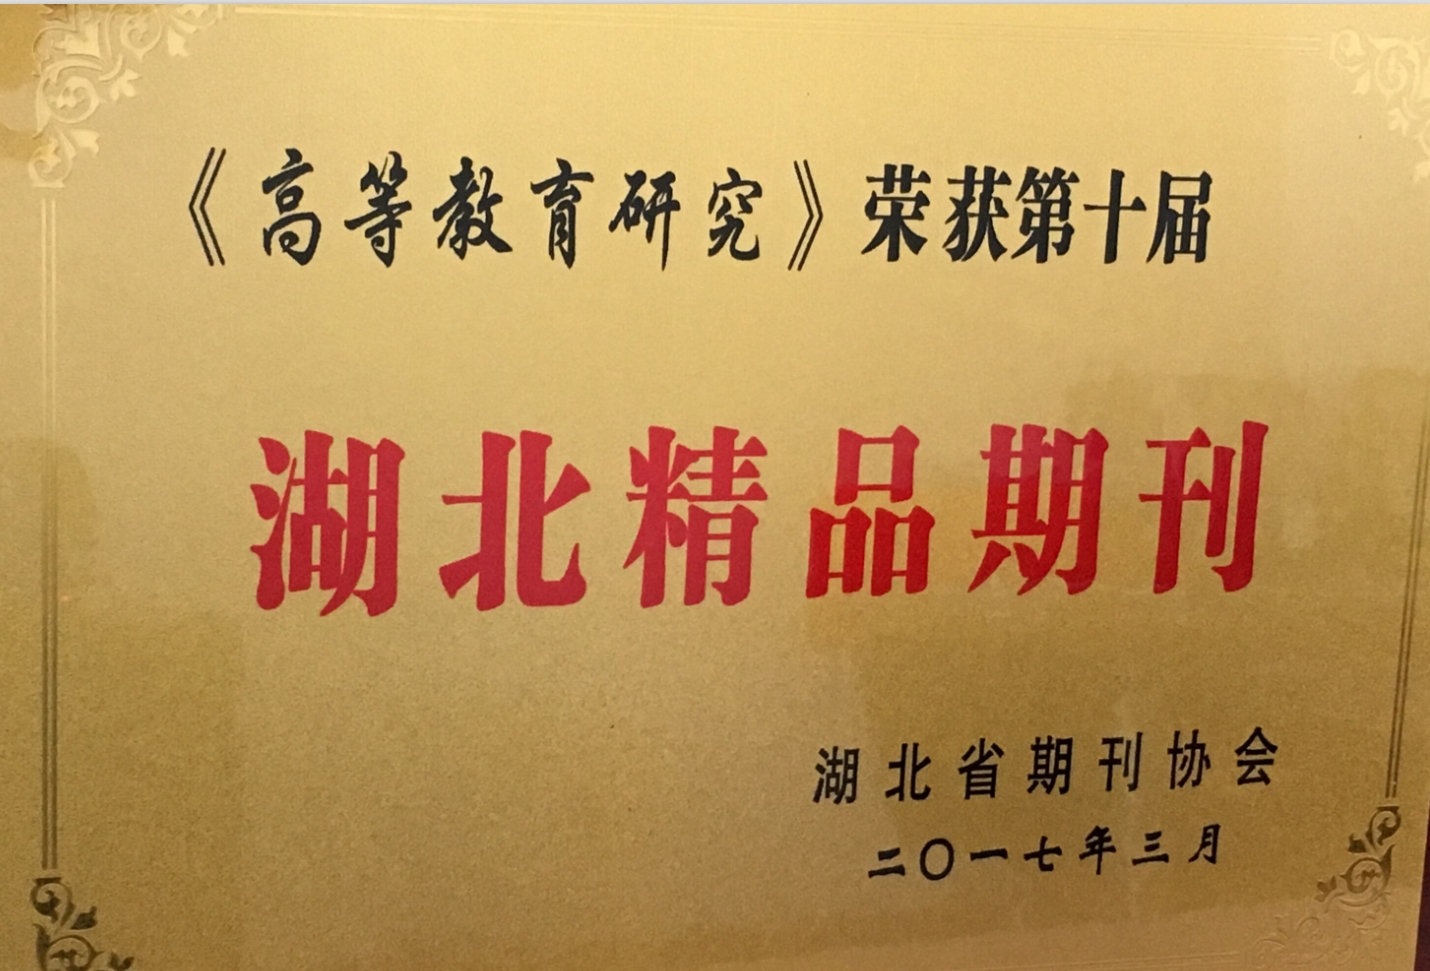 《高等教育研究》荣获第十届
湖北精品期刊
湖北省期刊协会
二〇一七年三月